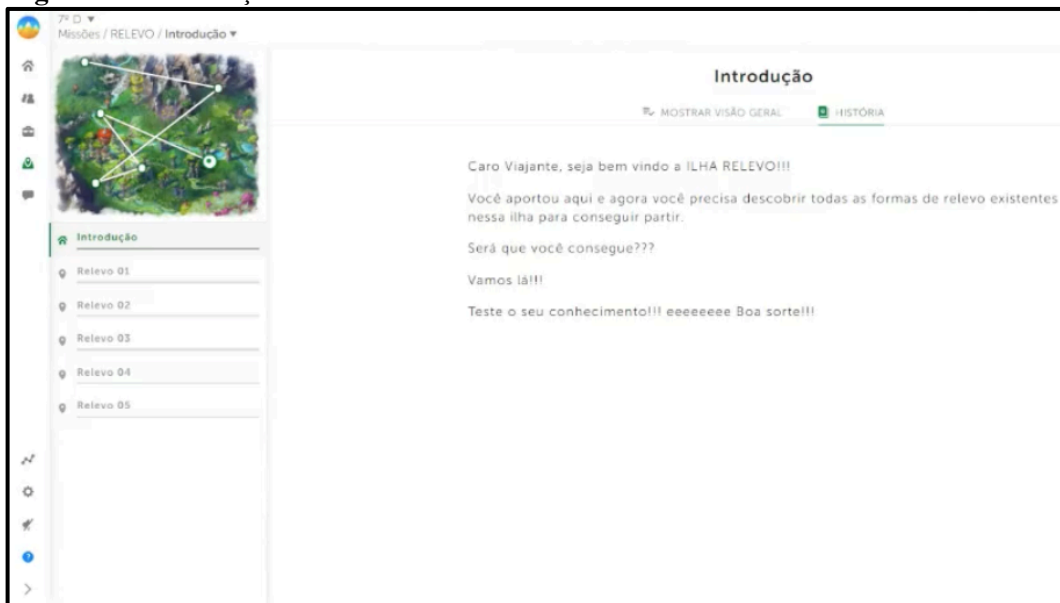 7º D ▼
Missões / RELEVO / Introdução ▼
Introdução
Relevo 01
Relevo 02
Relevo 03
Relevo 04
Relevo 05
Introdução
MOSTRAR VISÃO GERAL
HISTÓRIA
Caro Viajante, seja bem vindo a ILHA RELEVO!!!
Você aportou aqui e agora você precisa descobrir todas as formas de relevo existentes
nessa ilha para conseguir partir.
Será que você consegue???
Vamos lá!!!
Teste o seu conhecimento!!! eeeeeeee Boa sorte!!!